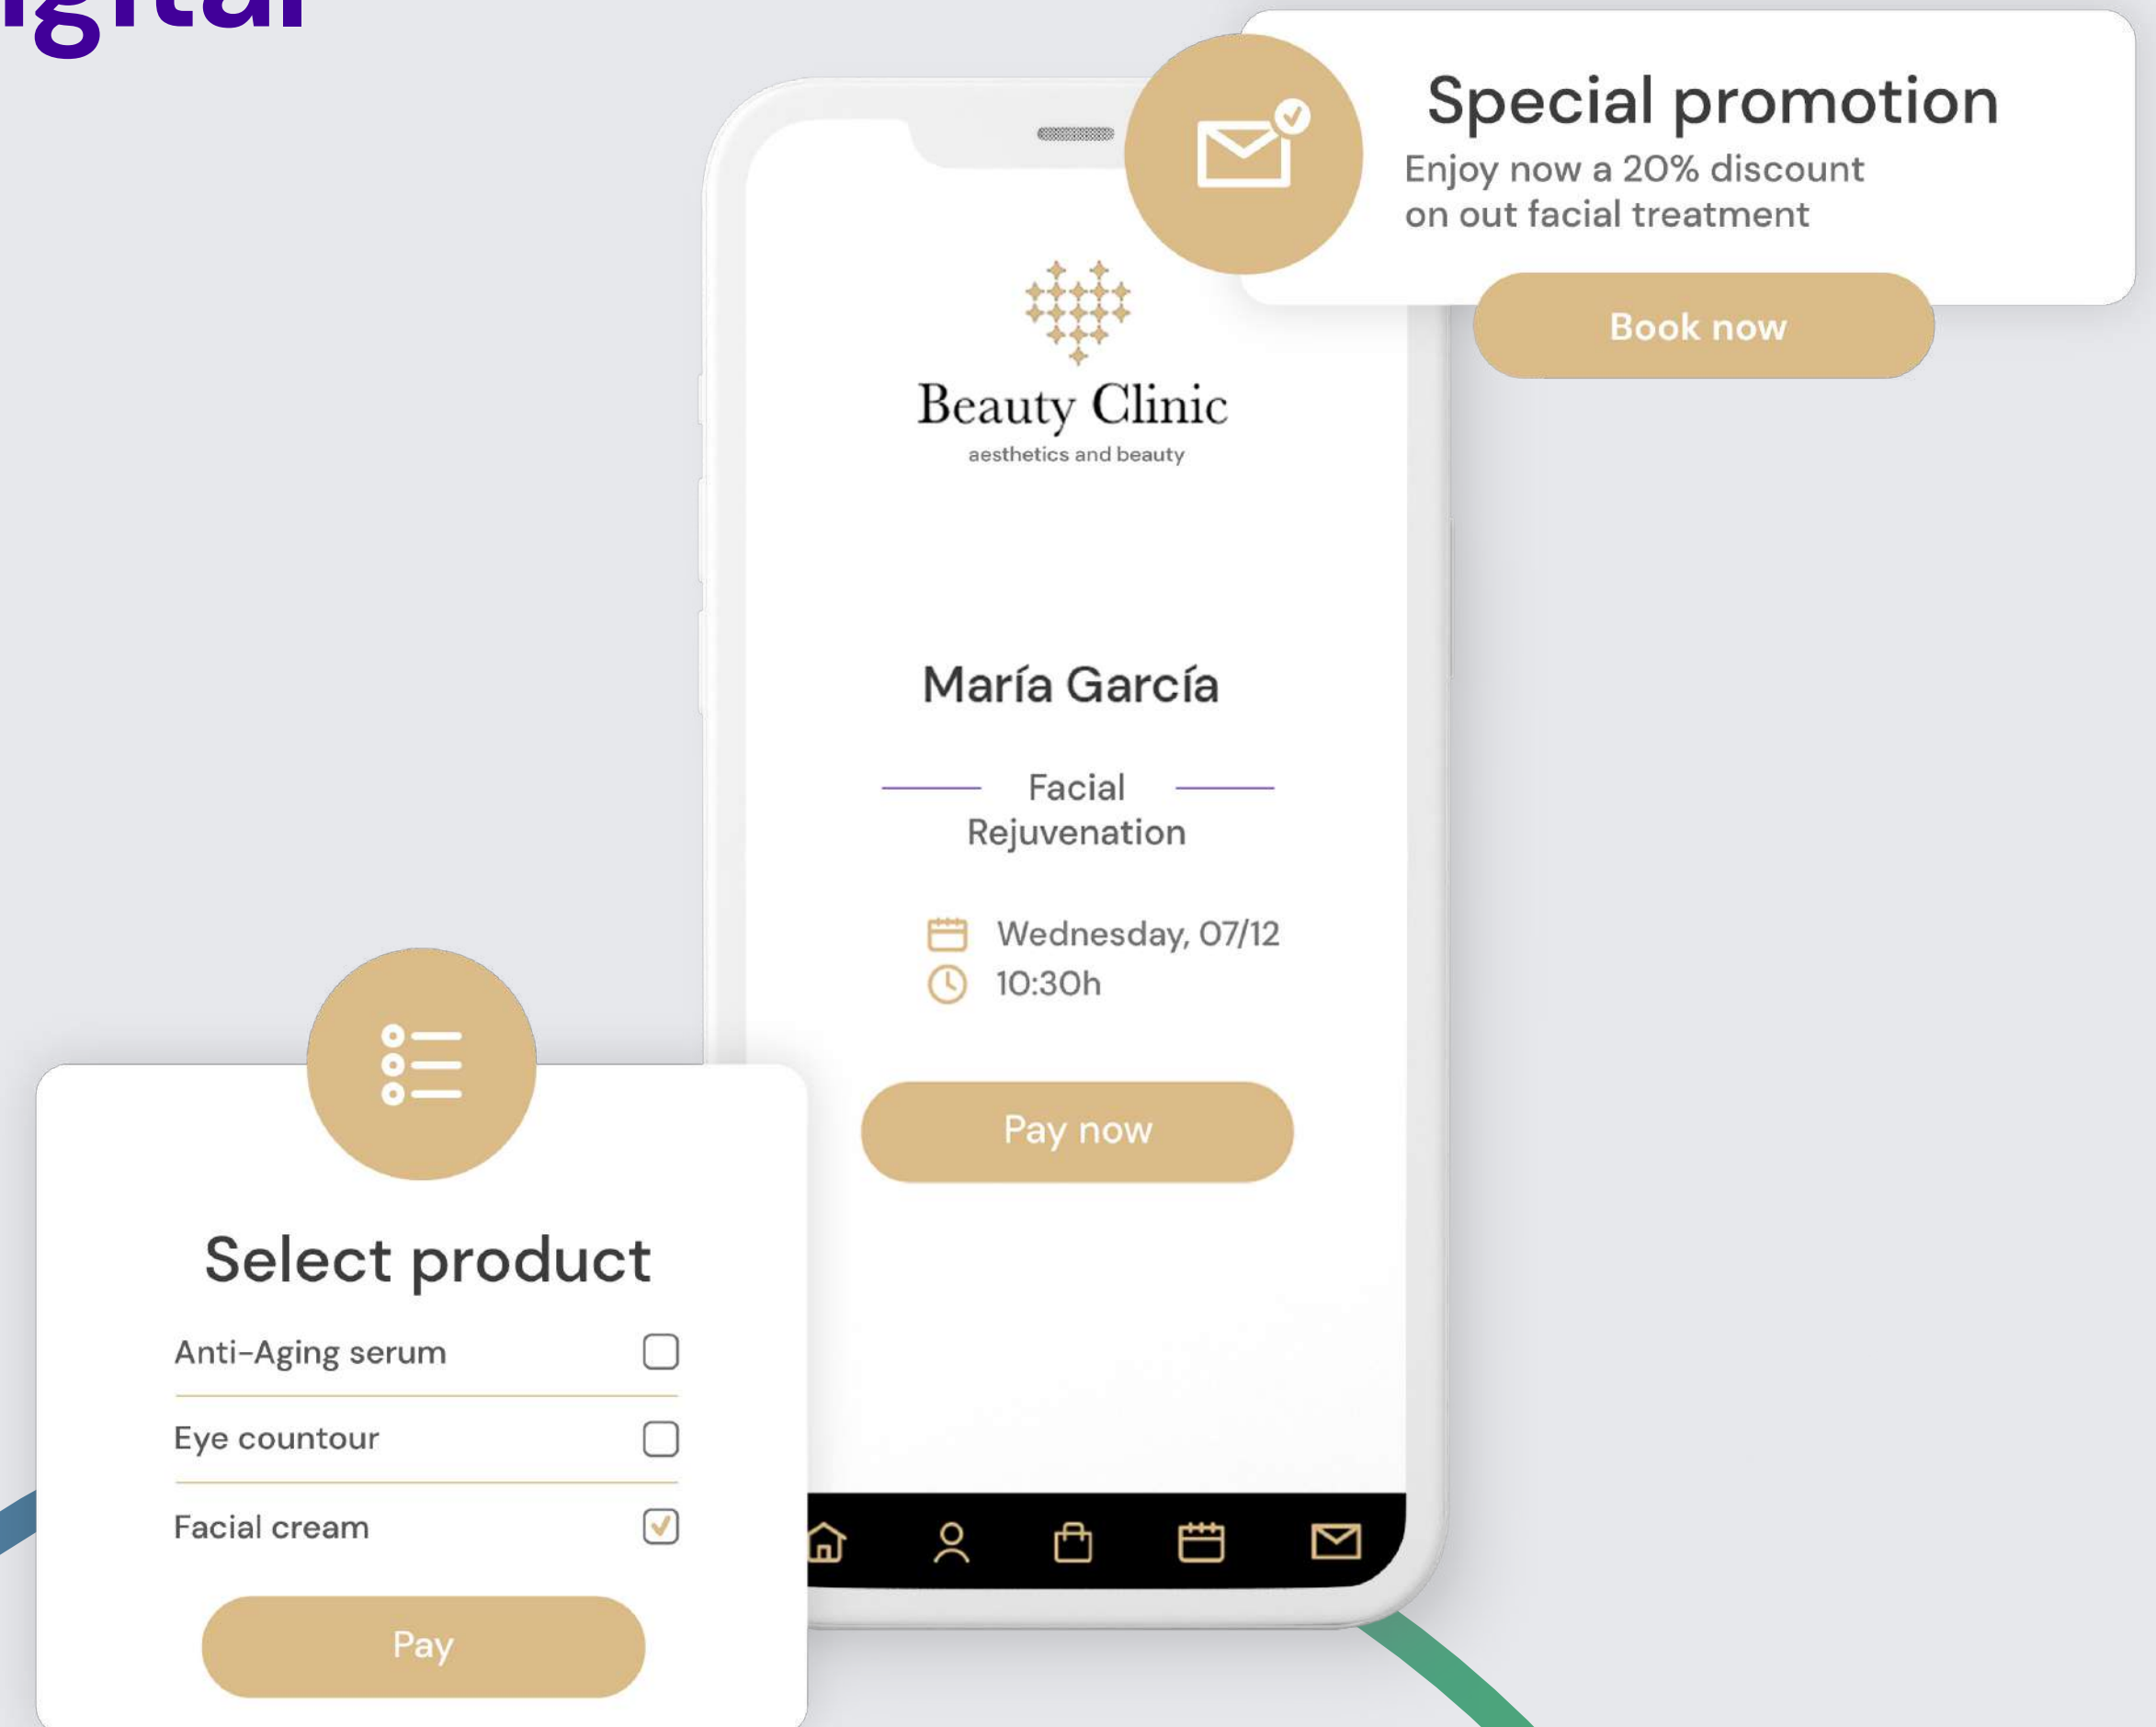 Special promotion
Enjoy now a 20% discount
on out facial treatment
Book now
Beauty Clinic
aesthetics and beauty
María García
Facial
Rejuvenation
Wednesday, 07/12
10:30h
Pay now
Select product
Anti-Aging serum
Eye countour
Facial cream
Pay